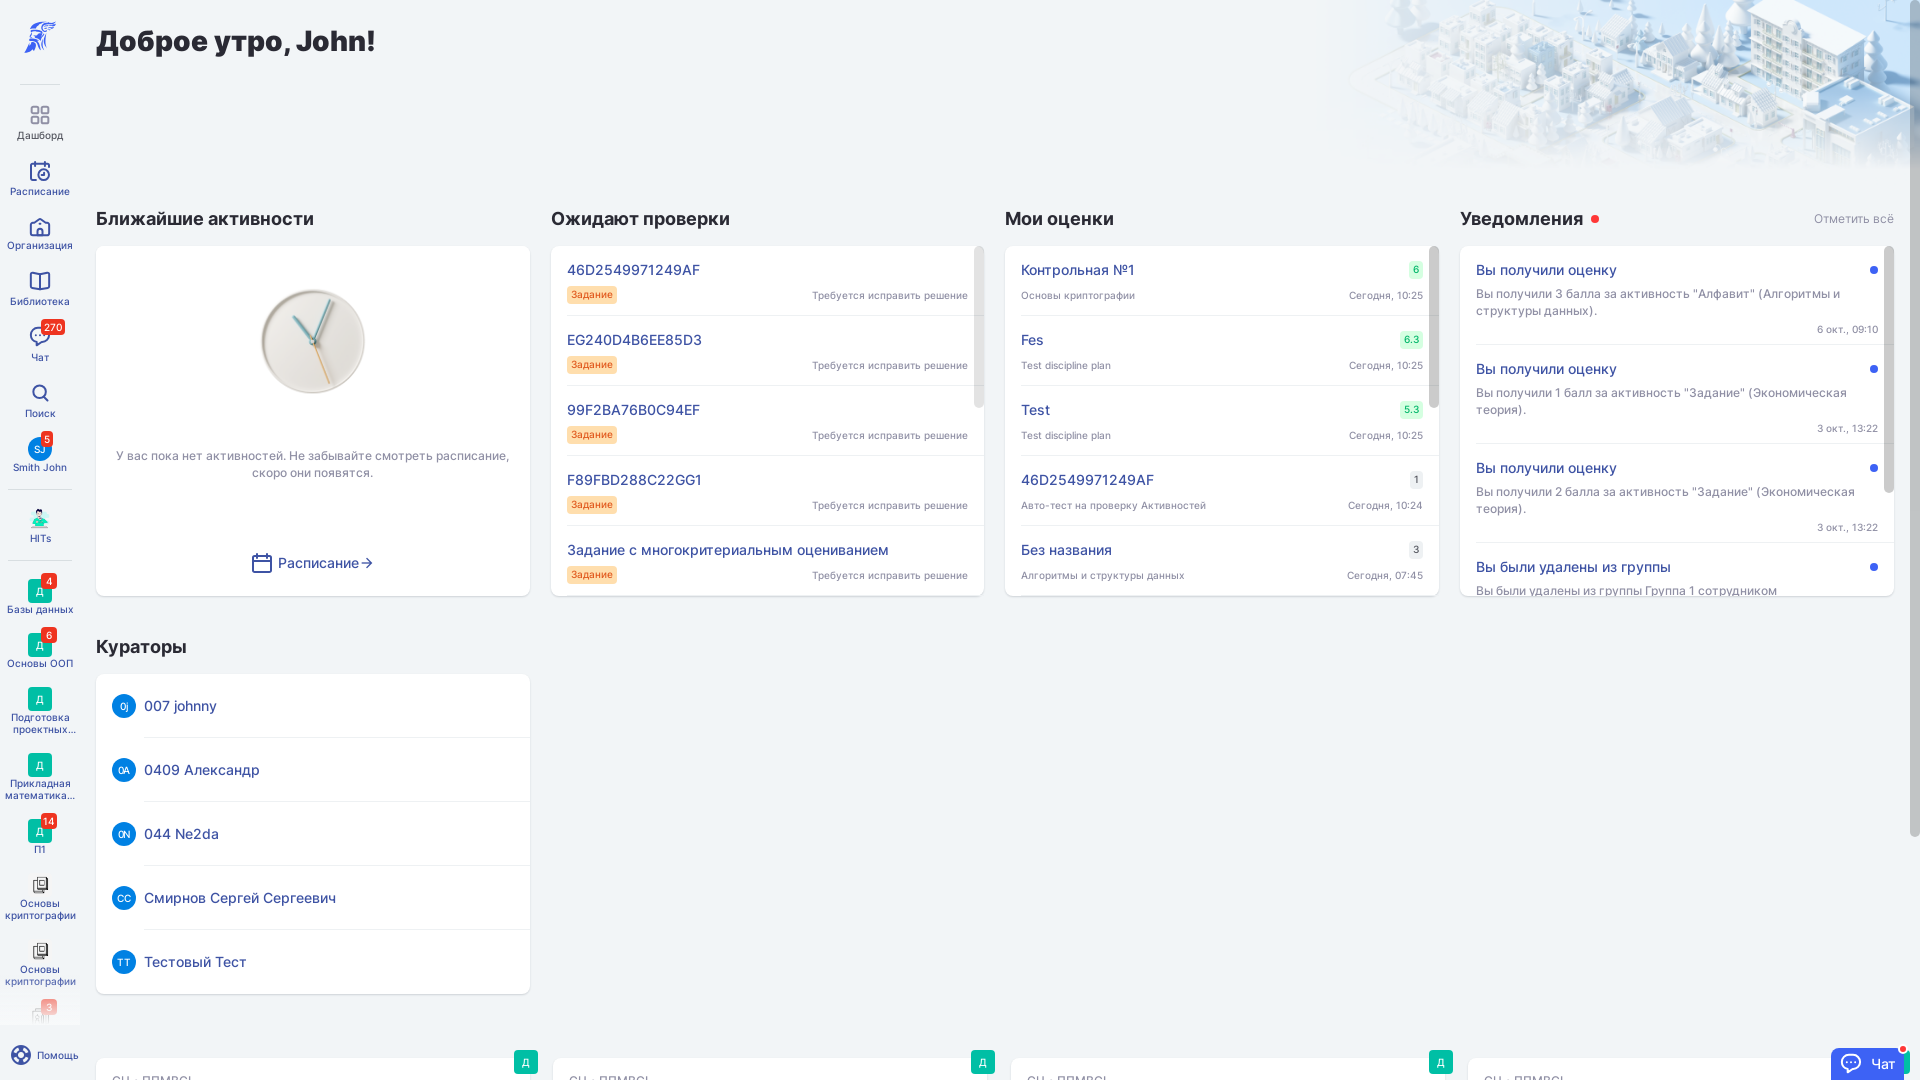 Доброе утро, John!
Дашборд
Расписание
Организация
Библиотека
270
Чат
Поиск
5
SJ
Smith John
HITs
4
Д
Базы данных
6
Д
Основы ООП
Д
Подготовка
проектных...
Д
Прикладная
математика...
14
Д
П1
Основы
криптографии
Основы
криптографии
3
Помощь
Ближайшие активности
У вас пока нет активностей. Не забывайте смотреть расписание,
скоро они появятся.
Расписание
Ожидают проверки
46D2549971249AF
Задание
Требуется исправить решение
EG240D4B6EE85D3
Задание
Требуется исправить решение
99F2BA76B0C94EF
Задание
Требуется исправить решение
F89FBD288C22GG1
Задание
Требуется исправить решение
Задание с многокритериальным оцениванием
Задание
Требуется исправить решение
Мои оценки
Контрольная №1
6
Основы криптографии
Сегодня, 10:25
Fes
6.3
Test discipline plan
Сегодня, 10:25
Test
5.3
Test discipline plan
Сегодня, 10:25
46D2549971249AF
1
Авто-тест на проверку Активностей
Сегодня, 10:24
Без названия
3
Алгоритмы и структуры данных
Сегодня, 07:45
Уведомления
Отметить всё
Вы получили оценку
Вы получили 3 балла за активность "Алфавит" (Алгоритмы и
структуры данных).
6 окт., 09:10
Вы получили оценку
Вы получили 1 балл за активность "Задание" (Экономическая
теория).
3 окт., 13:22
Вы получили оценку
Вы получили 2 балла за активность "Задание" (Экономическая
теория).
3 окт., 13:22
Вы были удалены из группы
Вы были удалены из группы Группа 1 сотрудником
Кураторы
0j
007 johnny
0А
0409 Александр
0N
044 Ne2da
СС
Смирнов Сергей Сергеевич
ТТ
Тестовый Тест
Д
Д
Д
Чат